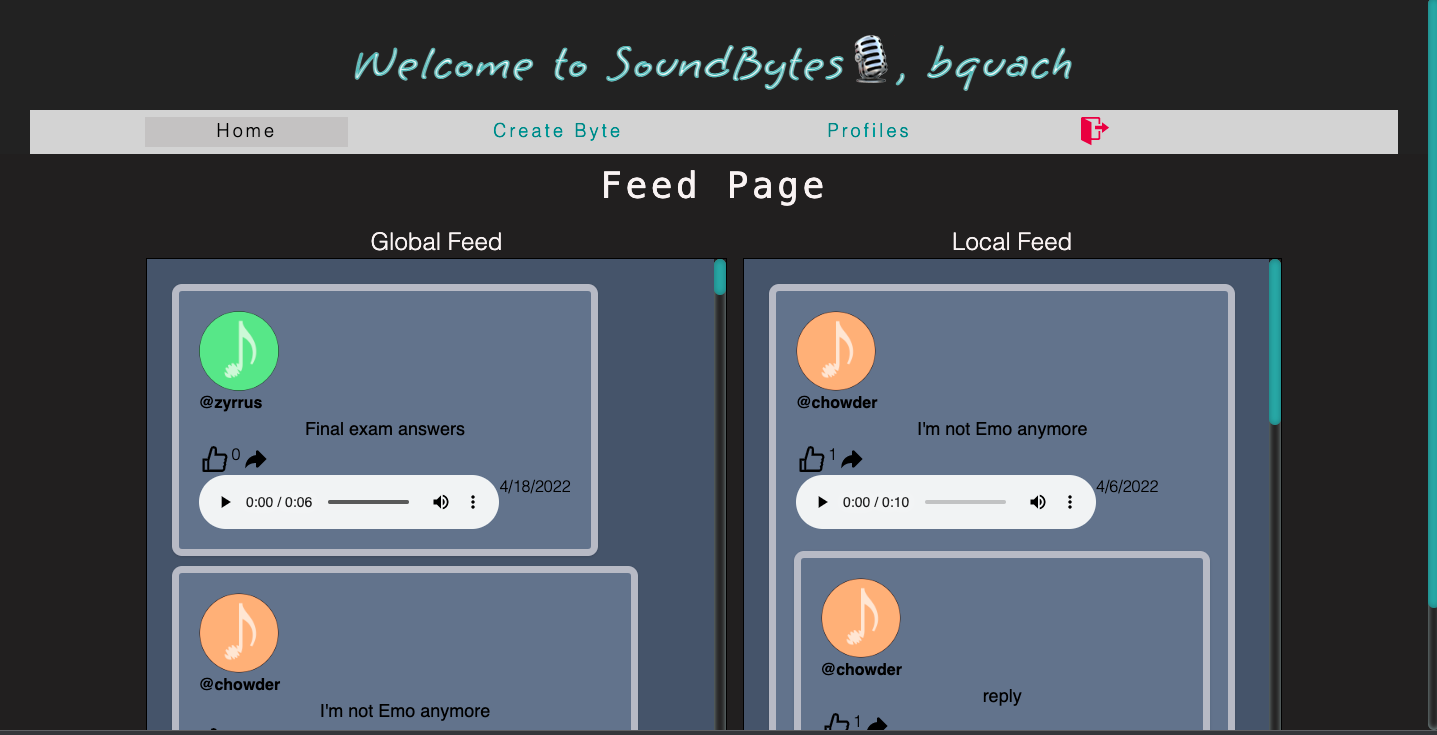 Welcome to SoundBytes🎙️, bquach
Home
Create Byte
Profiles
Feed Page
Global Feed
@zyrrus
Final exam answers
0
0:00 / 0:06
4/18/2022
@chowder
I'm not Emo anymore
Local Feed
@chowder
I'm not Emo anymore
1
0:00 / 0:10
4/6/2022
@chowder
reply
1